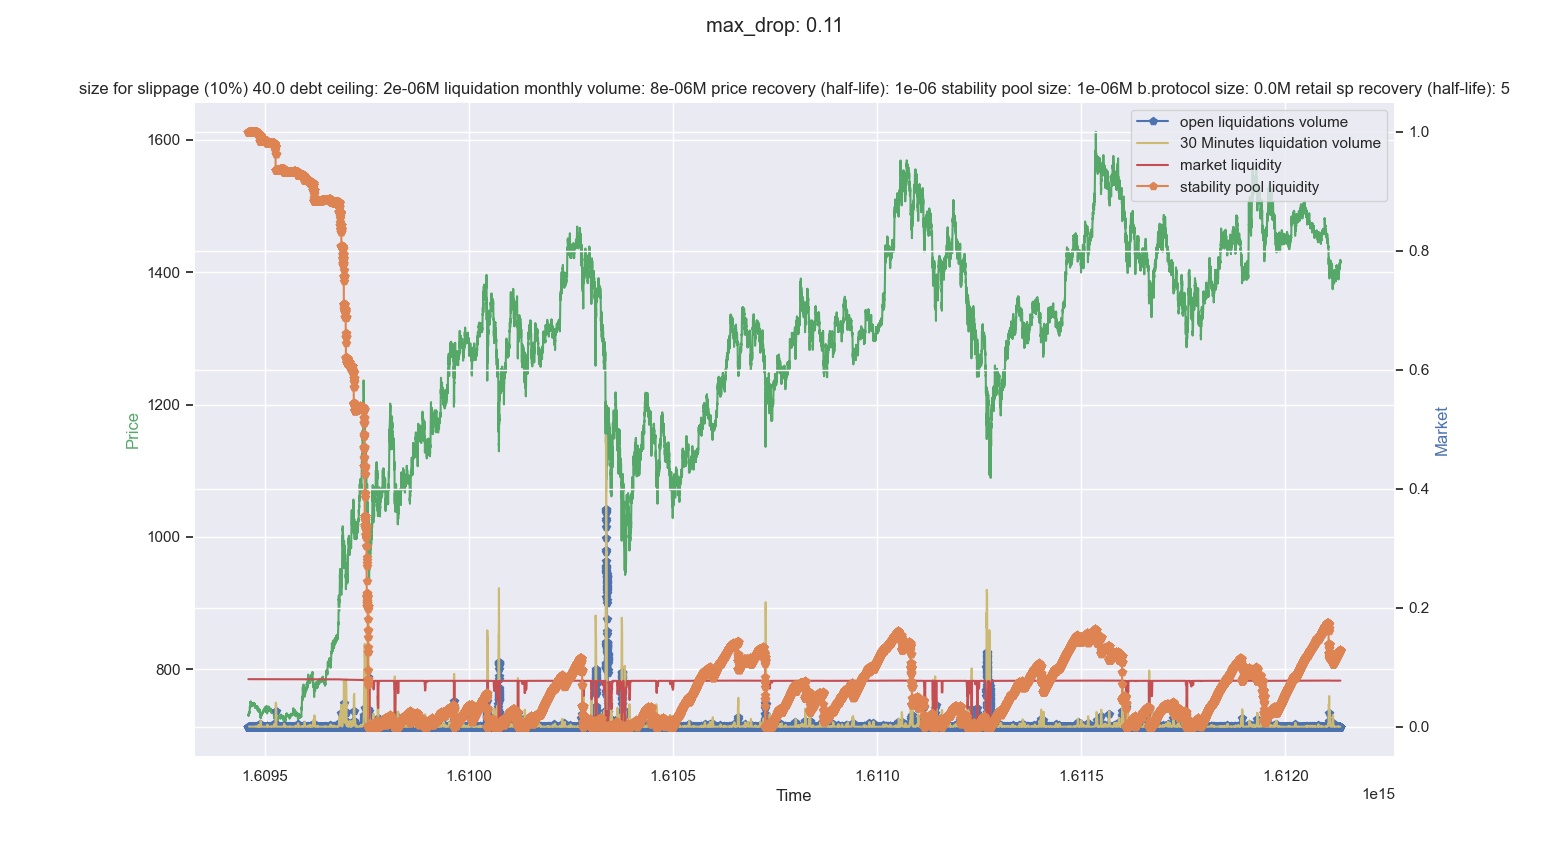 max_drop: 0.11
size for slippage (10%) 40.0 debt ceiling: 2e-06M liquidation monthly volume: 8e-06M price recovery (half-life): 1e-06 stability pool size: 1e-06M b.protocol size: 0.0M retail sp recovery (half-life): 5
open liquidations volume
30 Minutes liquidation volume
market liquidity
stability pool liquidity
1600
1400
1200
1000
800
Price
1.0
0.8
0.6
0.4
0.2
0.0
Market
1.6095 1.6100 1.6105 1.6110 1.6115 1.6120
Time
1e15